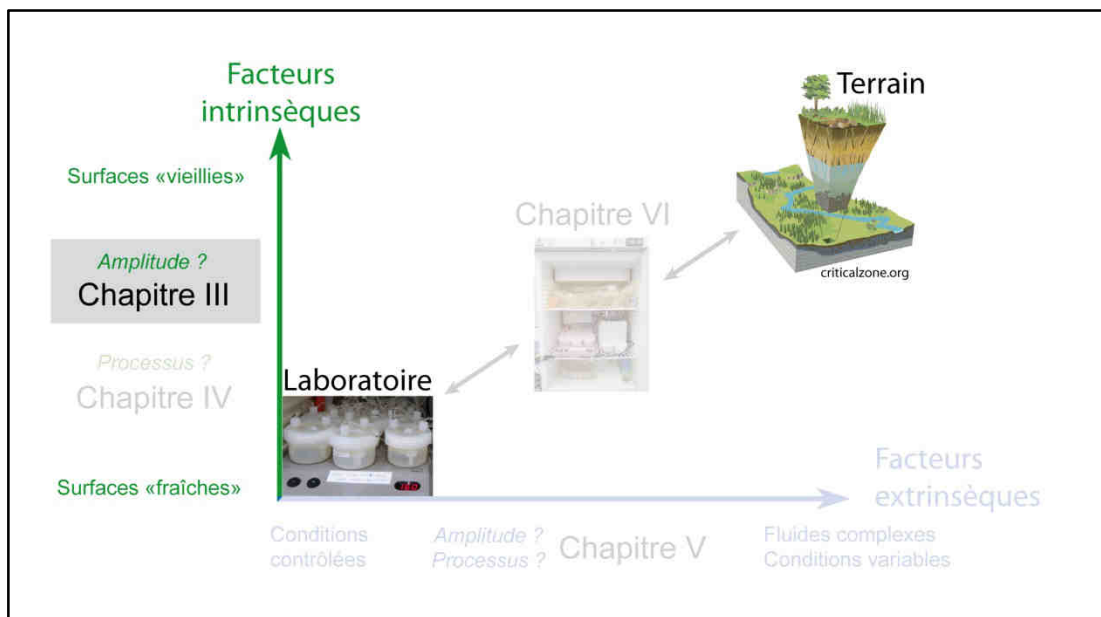 Facteurs
intrinsèques
Terrain
Surfaces «vieillies»
Chapitre VI
Amplitude ?
Chapitre III
criticalzone.org
Processus ?
Chapitre IV
Laboratoire
Surfaces «fraîches»
Facteurs
extrinsèques
Conditions
contrôlées
Amplitude ?
Processus ?
Chapitre V
Fluides complexes
Conditions variables